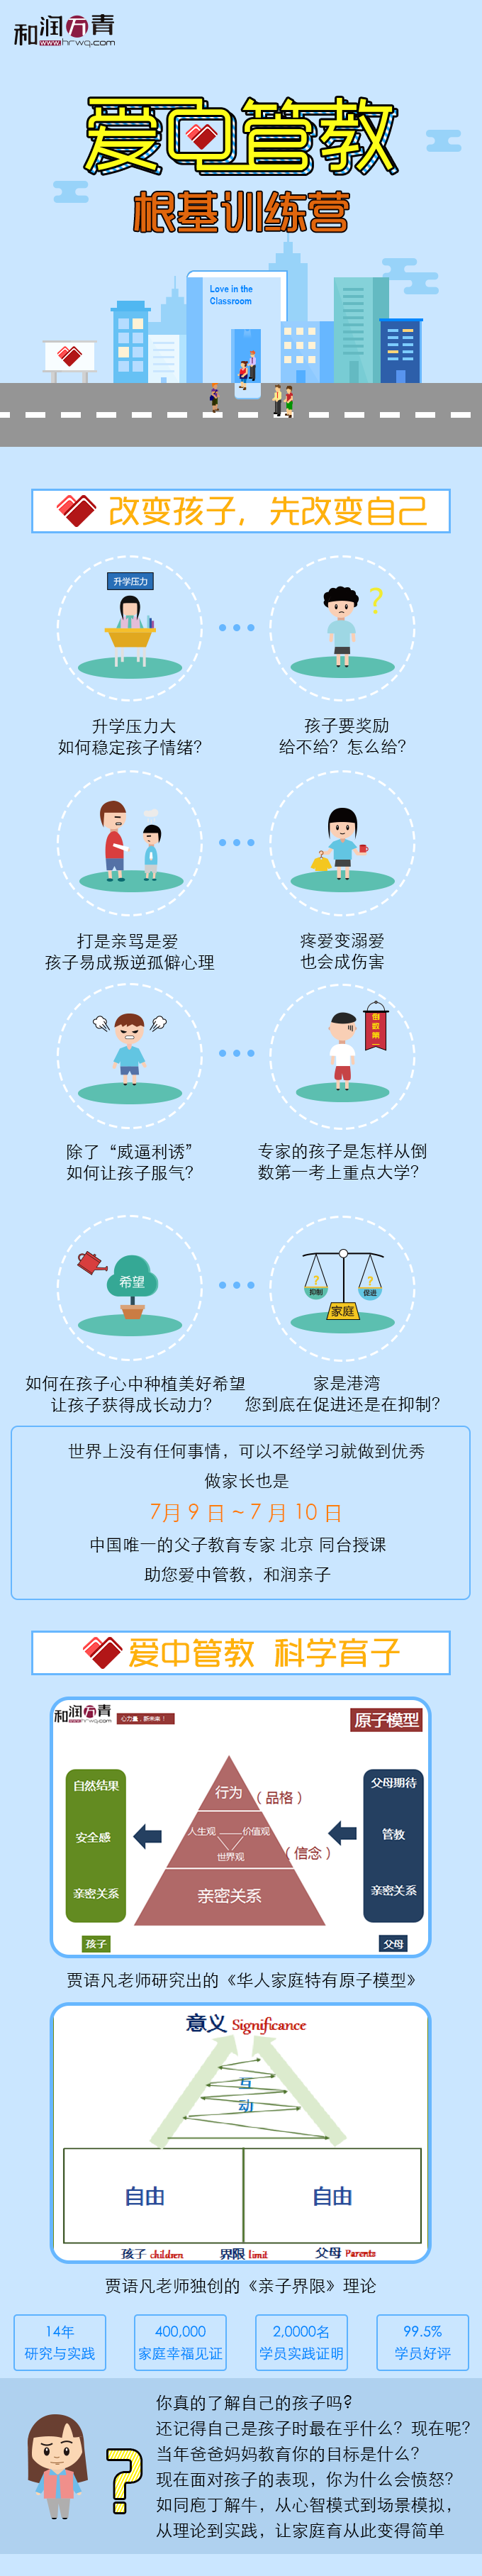 和润万青
www.hrwq.com
爱中管教
根基训练营
Love in the
Classroom
改变孩子，先改变自己
升学压力
?
升学压力大
如何稳定孩子情绪？
孩子要奖励
给不给？怎么给？
?
打是亲骂是爱
孩子易成叛逆孤僻心理
疼爱变溺爱
也会成伤害
倒数第一
除了“威逼利诱”
如何让孩子服气？
专家的孩子是怎样从倒
数第一考上重点大学？
希望
? ?
抑制 促进
家庭
如何在孩子心中种植美好希望
让孩子获得成长动力？
家是港湾
您到底在促进还是在抑制？
世界上没有任何事情，可以不经学习就做到优秀
做家长也是
7月 9 日 ~ 7 月 10 日
中国唯一的父子教育专家 北京 同台授课
助您爱中管教，和润亲子
爱中管教 科学育子
和润万青
www.hrwq.com
心力量，新未来！
原子模型
自然结果
安全感
亲密关系
孩子
行为
（品格）
人生观 价值观
世界观
（信念）
亲密关系
父母期待
管教
亲密关系
父母
贾语凡老师研究出的《华人家庭特有原子模型》
意义 Significance
互
动
自由 自由
孩子 children 界限 limit 父母 Parents
贾语凡老师独创的《亲子界限》理论
14年
研究与实践
400,000
家庭幸福见证
2,0000名
学员实践证明
99.5%
学员好评
?
你真的了解自己的孩子吗?
还记得自己是孩子时最在乎什么？现在呢?
当年爸爸妈妈教育你的目标是什么？
现在面对孩子的表现，你为什么会愤怒？
如同庖丁解牛，从心智模式到场景模拟，
从理论到实践，让家庭育从此变得简单